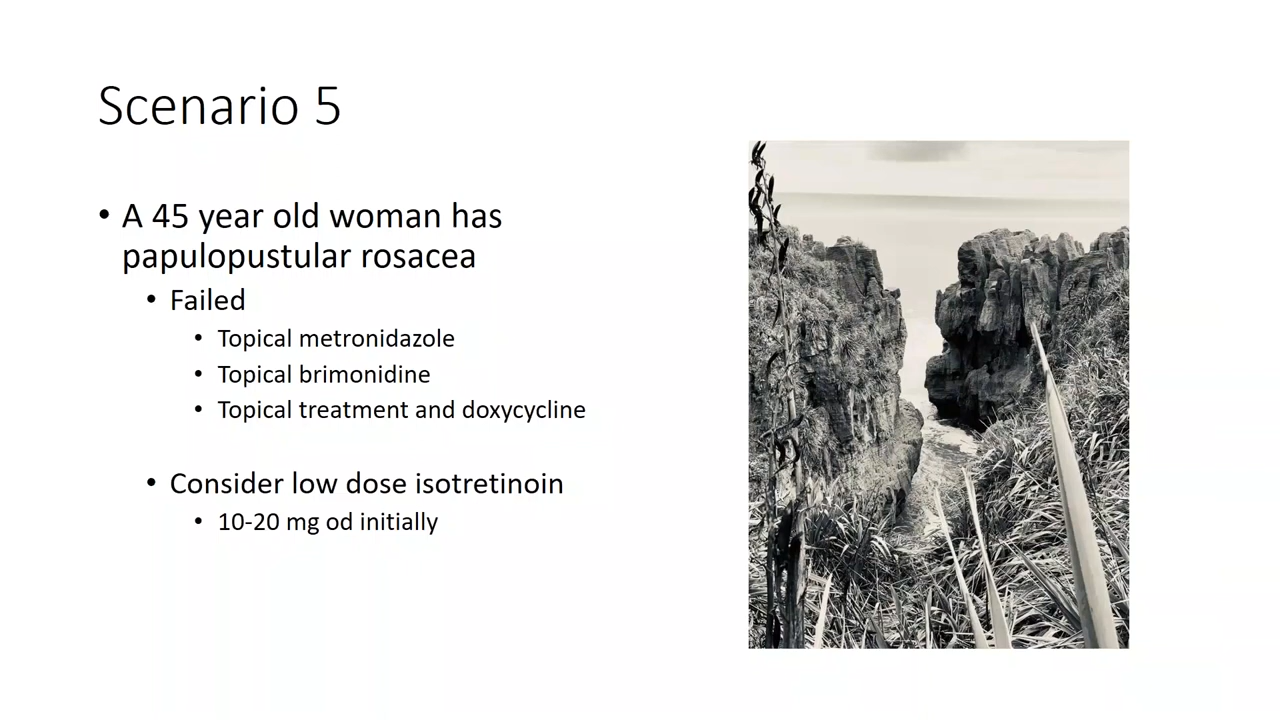 Scenario 5
• A 45 year old woman has
papulopustular rosacea
• Failed
• Topical metronidazole
• Topical brimonidine
• Topical treatment and doxycycline
• Consider low dose isotretinoin
• 10-20 mg od initially